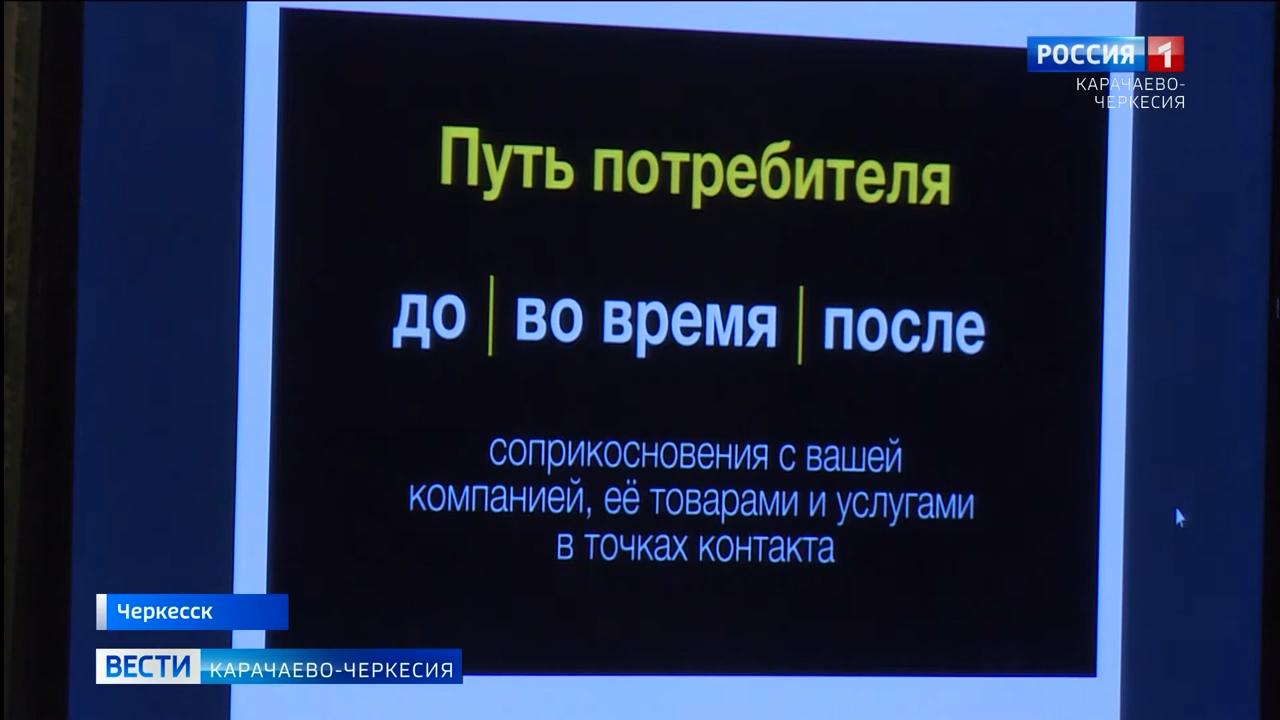 РОССИЯ 1
КАРАЧАЕВО-
ЧЕРКЕСИЯ
Путь потребителя
до | во время | после
соприкосновения с вашей
компанией, её товарами и услугами
в точках контакта
Черкесск
ВЕСТИ КАРАЧАЕВО-ЧЕРКЕСИЯ